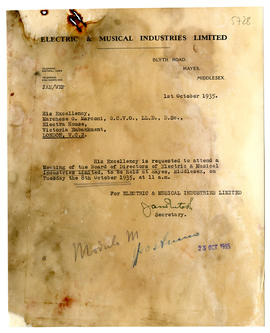 5728
ELECTRIC & MUSICAL INDUSTRIES LIMITED
BLYTH ROAD,
HAYES,
MIDDLESEX.
1st October 1935.
His Excellency,
Marchese G. Marconi, G.C.V.O., LL.D., D.Sc.,
Electra House,
Victoria Embankment,
LONDON, W.C.2.
His Excellency is requested to attend a
Meeting of the Board of Directors of Electric & Musical
Industries Limited, to be held at Hayes, Middlesex, on
Tuesday the 8th October 1935, at 11 a.m.
For ELECTRIC & MUSICAL INDUSTRIES LIMITED
Secretary.
23 OCT 1935